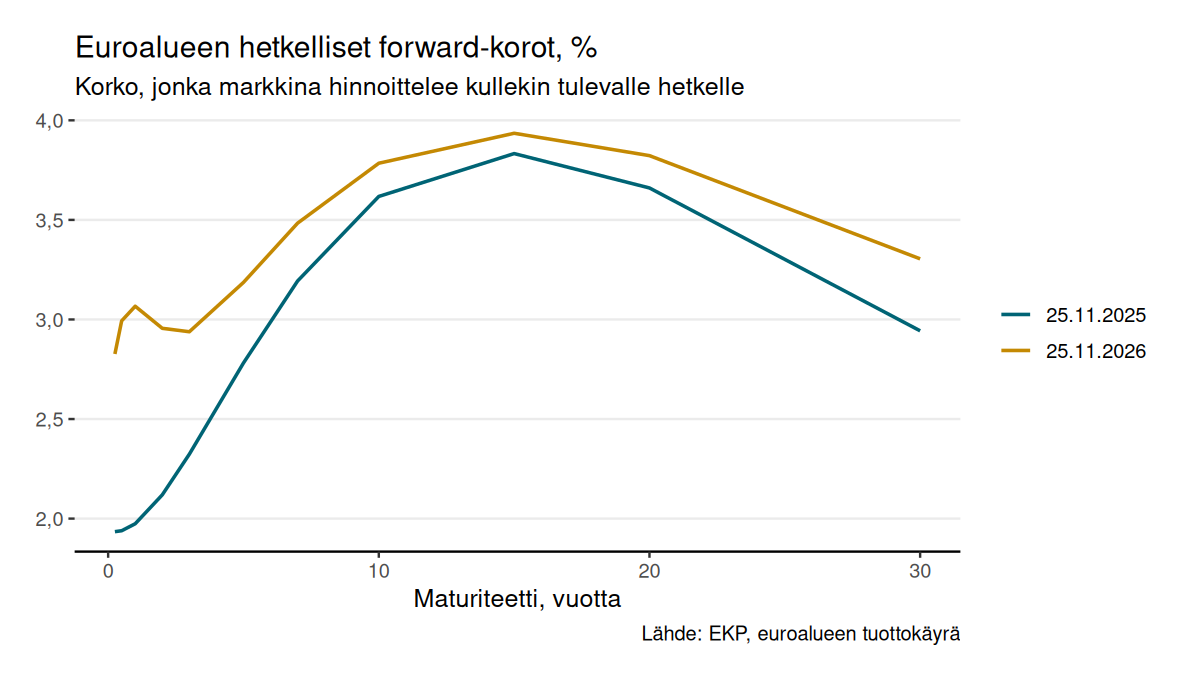 Euroalueen hetkelliset forward-korot, %
Korko, jonka markkina hinnoittelee kullekin tulevalle hetkelle
4,0
3,5
3,0
2,5
2,0
0 10 20 30
Maturiteetti, vuotta
25.11.2025
25.11.2026
Lähde: EKP, euroalueen tuottokäyrä